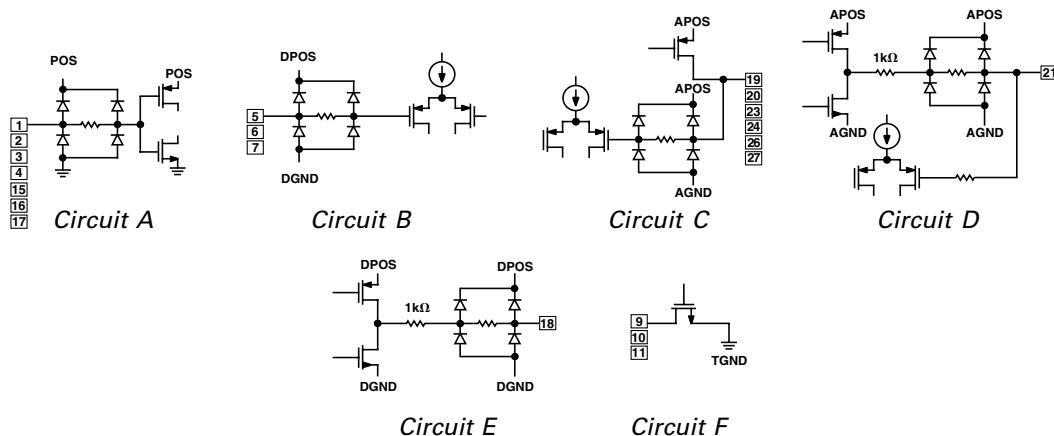 POS
POS
1
2
3
4
15
16
17
Circuit A
DPOS
5
6
7
DGND
Circuit B
APOS
APOS
19
20
23
24
26
27
AGND
Circuit C
APOS
APOS
1kΩ
21
AGND
AGND
Circuit D
DPOS
DPOS
1kΩ
18
DGND
DGND
Circuit E
9
10
11
TGND
Circuit F